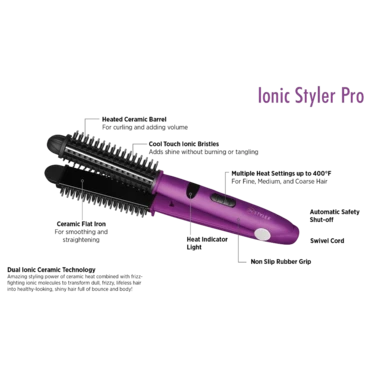 Ionic Styler Pro
Heated Ceramic Barrel
For curling and adding volume
Cool Touch Ionic Bristles
Adds shine without burning or tangling
Multiple Heat Settings up to 400°F
For Fine, Medium, and Coarse Hair
Automatic Safety
Shut-off
Swivel Cord
Ceramic Flat Iron
For smoothing and
straightening
Heat Indicator
Light
Non Slip Rubber Grip
Dual Ionic Ceramic Technology
Amazing styling power of ceramic heat combined with frizz-
fighting ionic molecules to transform dull, frizzy, lifeless hair
into healthy-looking, shiny hair full of bounce and body!